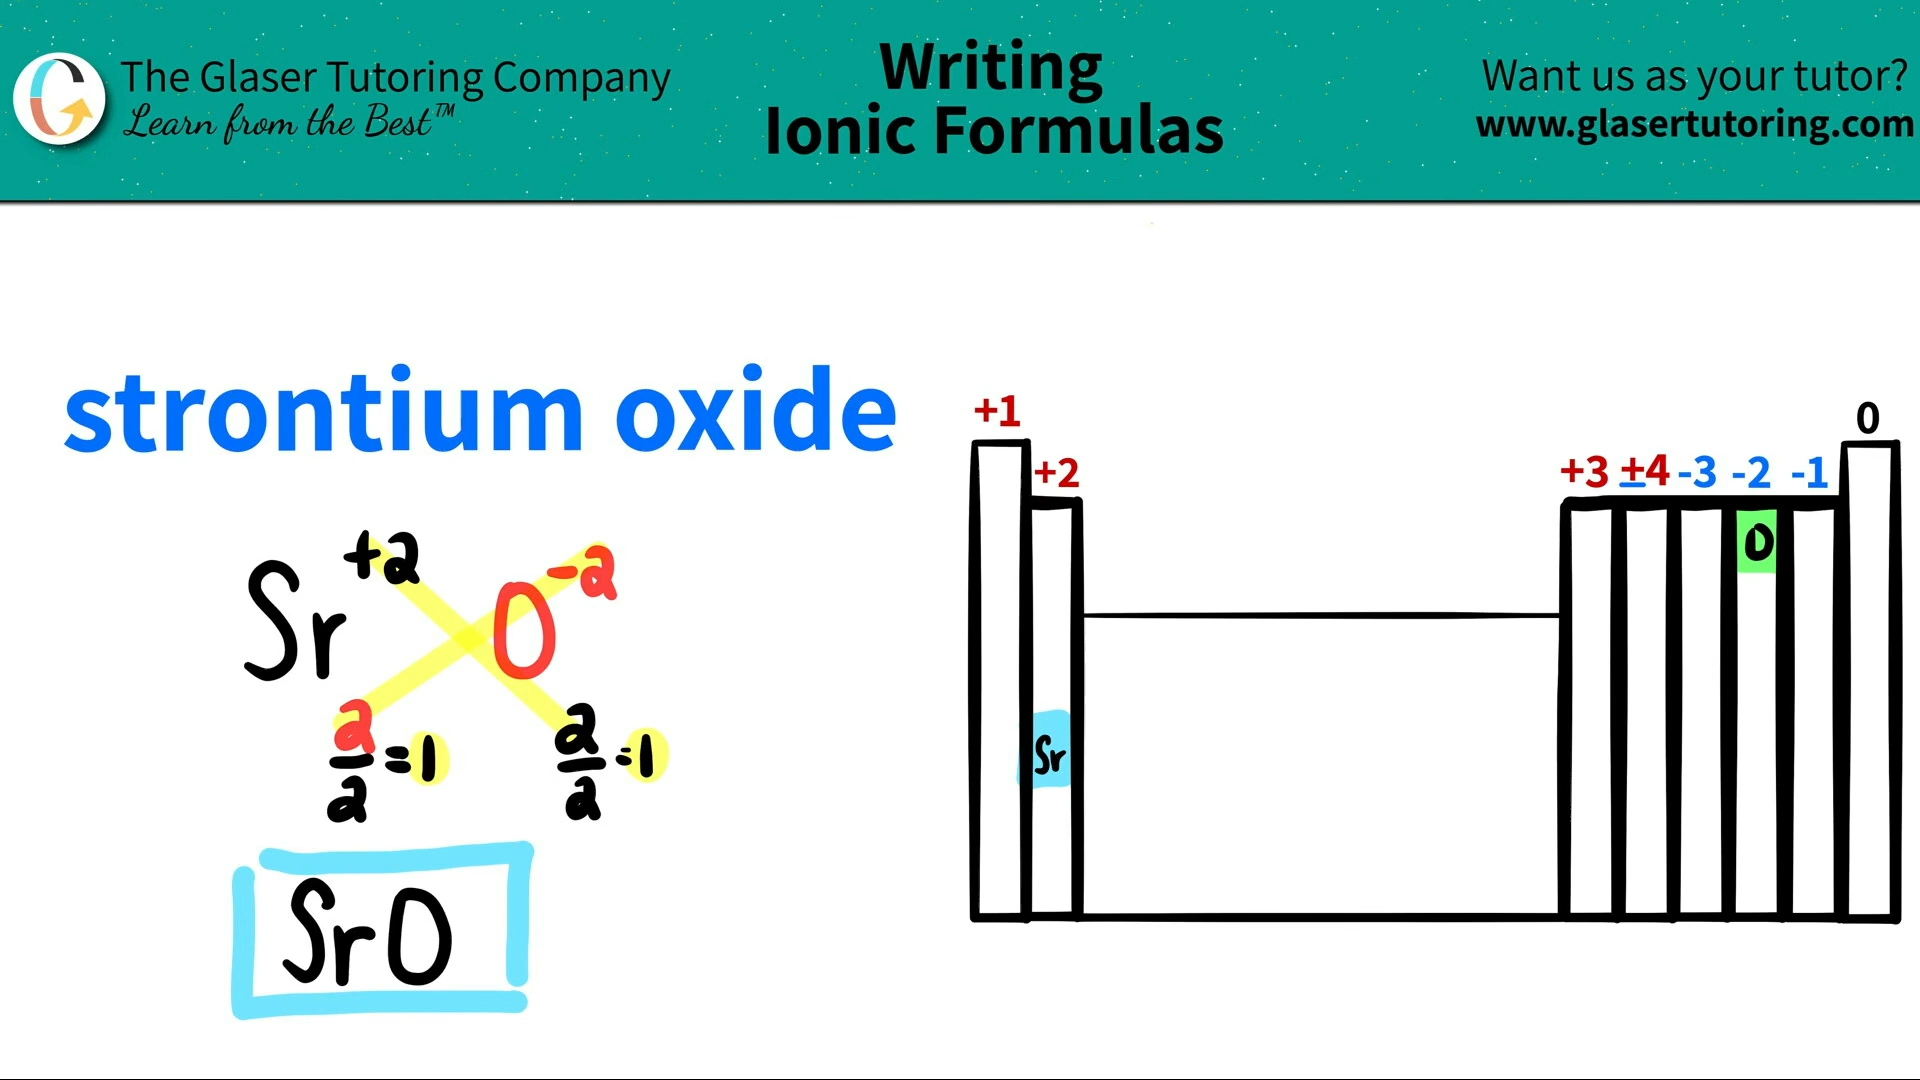 The Glaser Tutoring Company
Learn from the Best™
Writing
Ionic Formulas
Want us as your tutor?
www.glasertutoring.com
strontium oxide
Sr+2 O-2
2/2=1 2/2=1
SrO
+1
+2
+3 ±4 -3 -2 -1
0
O
Sr